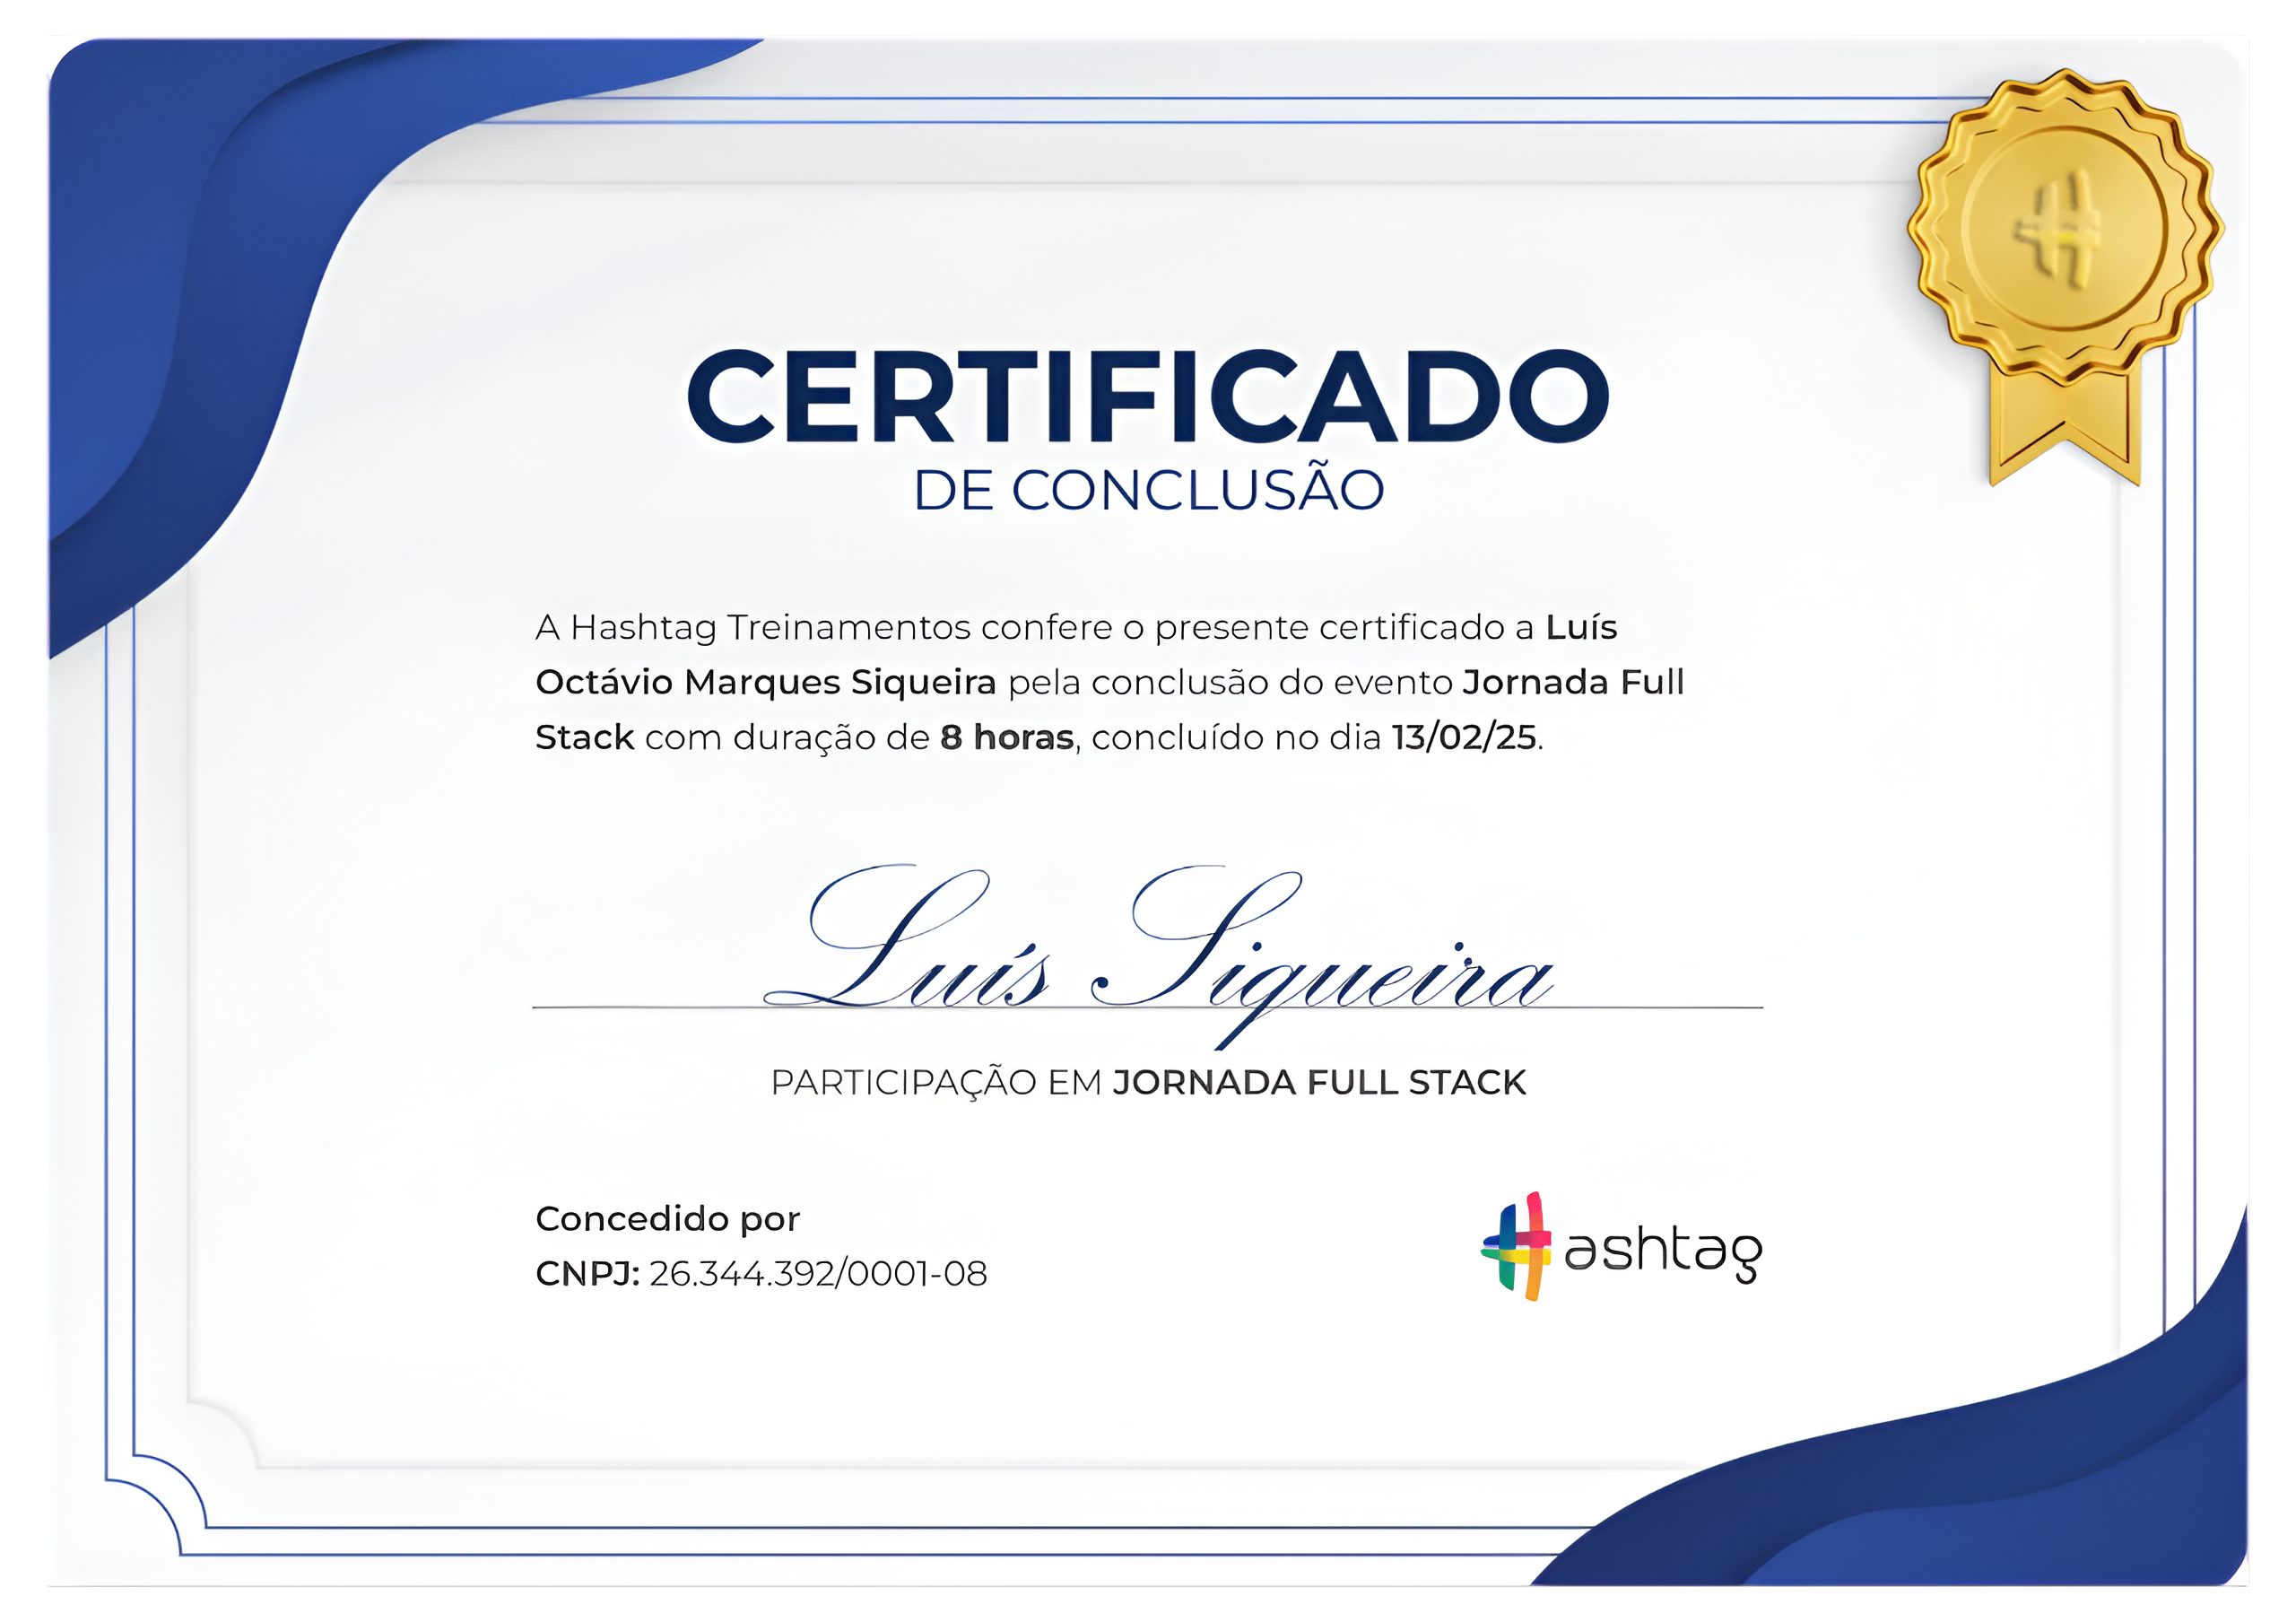 CERTIFICADO
DE CONCLUSÃO
A Hashtag Treinamentos confere o presente certificado a Luís
Octávio Marques Siqueira pela conclusão do evento Jornada Full
Stack com duração de 8 horas, concluído no dia 13/02/25.
Luís Siqueira
PARTICIPAÇÃO EM JORNADA FULL STACK
Concedido por
CNPJ: 26.344.392/0001-08
Hashtag